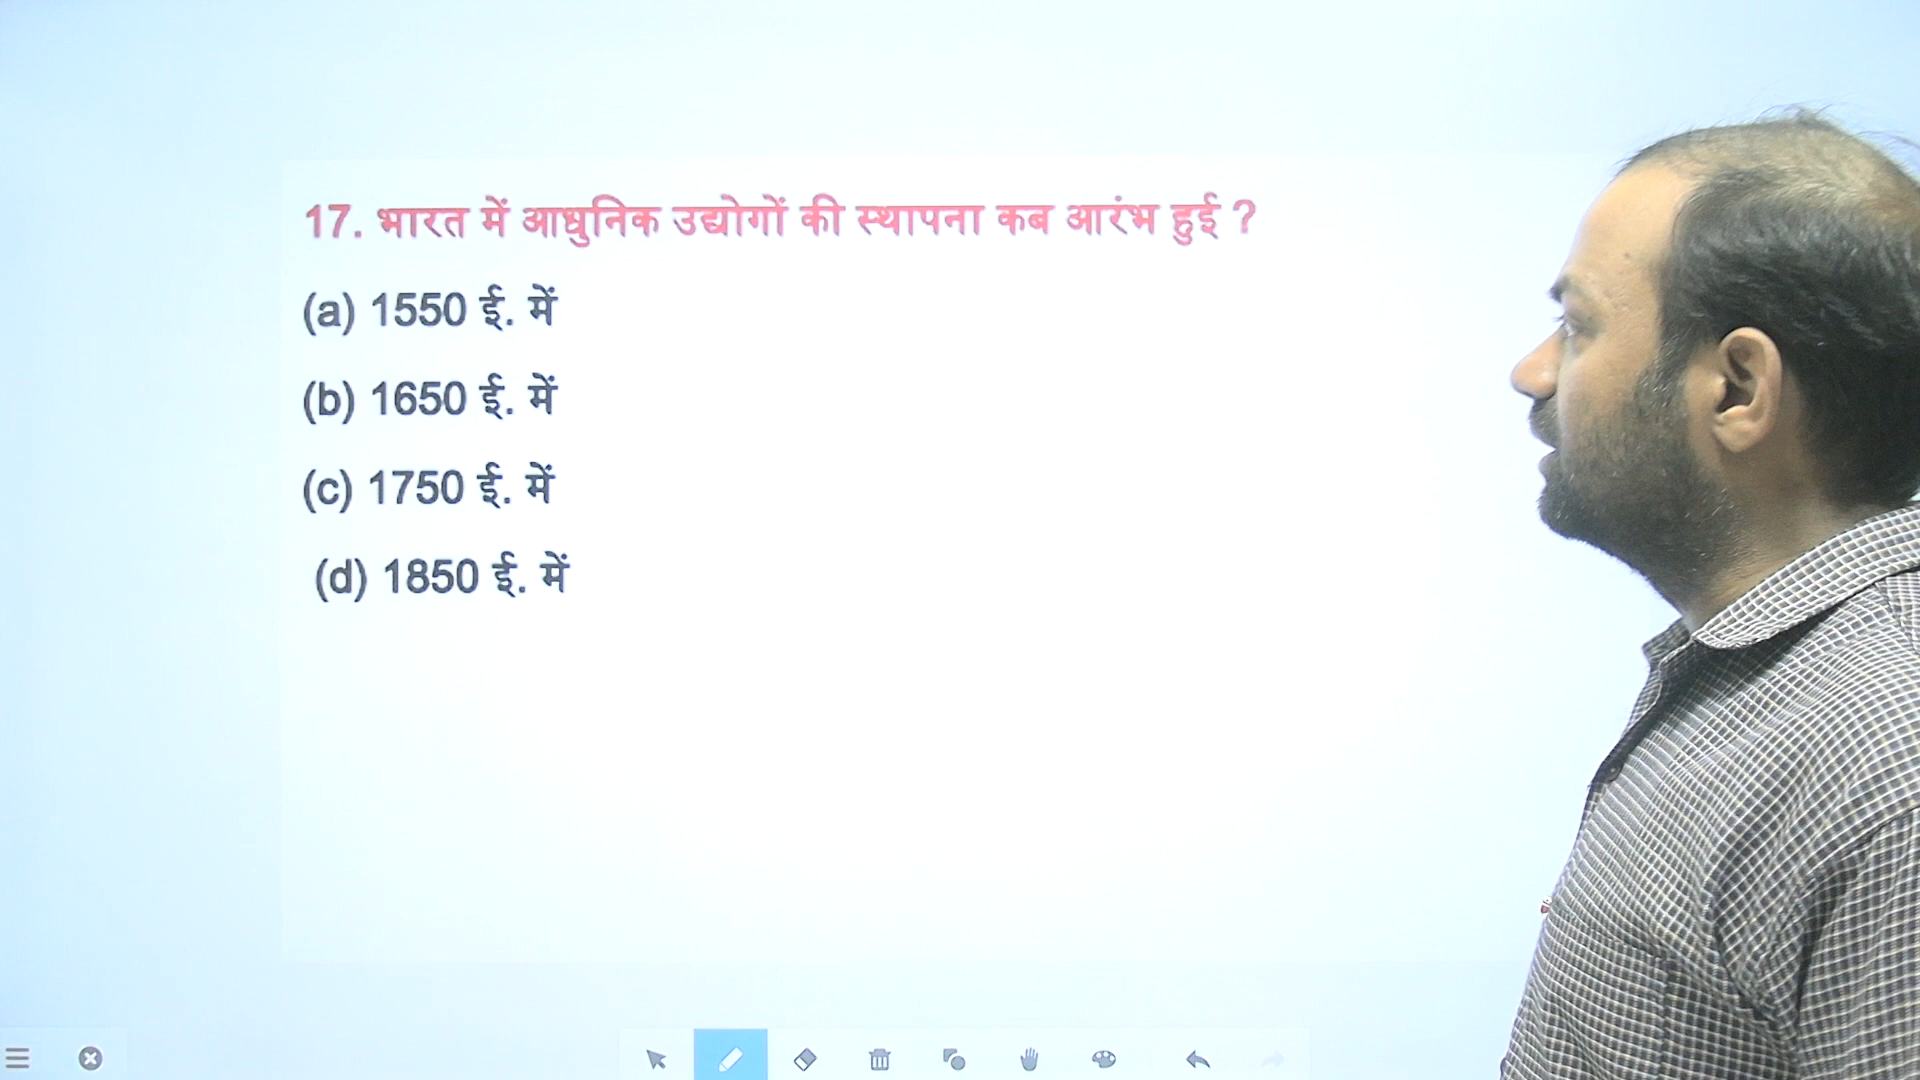 17. भारत में आधुनिक उद्योगों की स्थापना कब आरंभ हुई ?
(a) 1550 ई. में
(b) 1650 ई. में
(c) 1750 ई. में
(d) 1850 ई. में